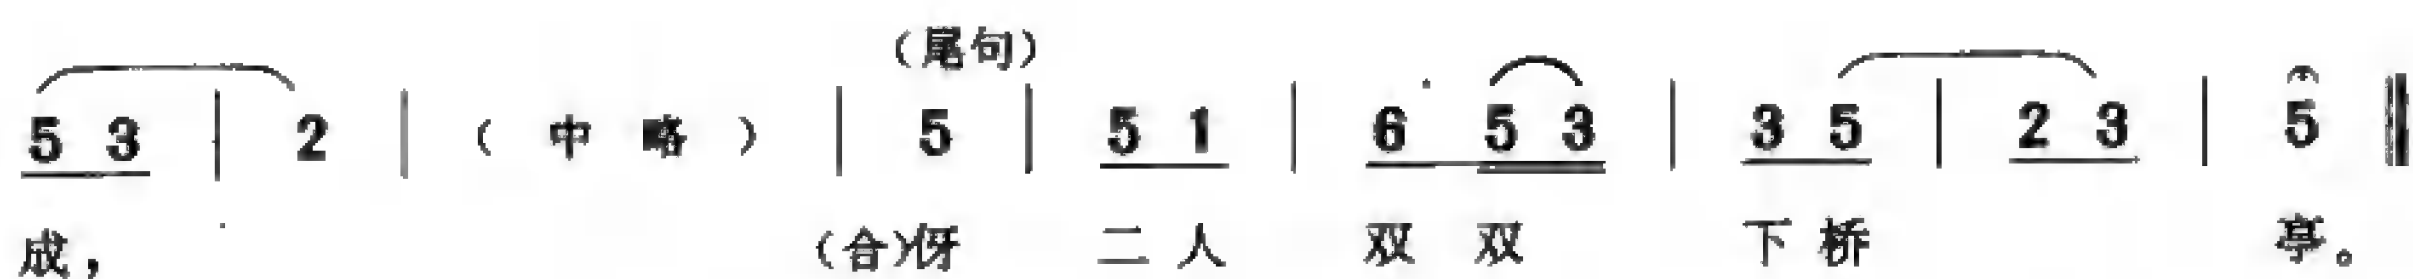 （尾句）
5 3 | 2 | （ 中 略 ） | 5 | 5 1 | 6 5 3 | 3 5 | 2 3 | 5 ‖
成， （合）伢 二 人 双 双 下 桥 亭。